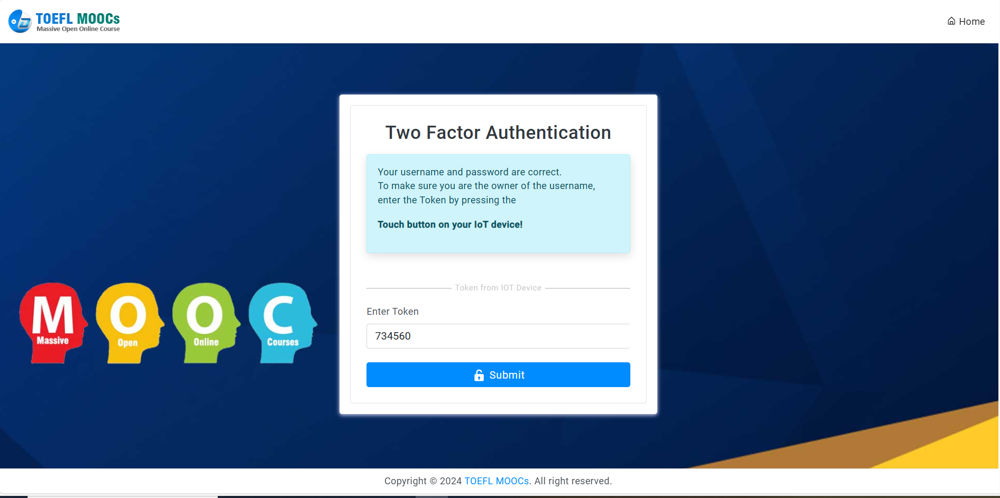 TOEFL MOOCs
Massive Open Online Course
Home
Two Factor Authentication
Your username and password are correct.
To make sure you are the owner of the username,
enter the Token by pressing the
Touch button on your IoT device!
Token from IOT Device
Enter Token
734560
Submit
M O O C
Massive Open Online Courses
Copyright © 2024 TOEFL MOOCs. All right reserved.